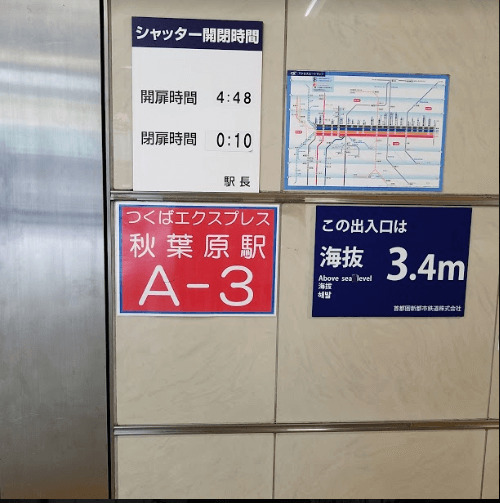 シャッター開閉時間
開扉時間 4:48
閉扉時間 0:10
駅長
つくばエクスプレス
秋葉原駅
A-3
この出入口は
海抜 3.4m
Above sea level
海抜
해발
首都圏新都市鉄道株式会社